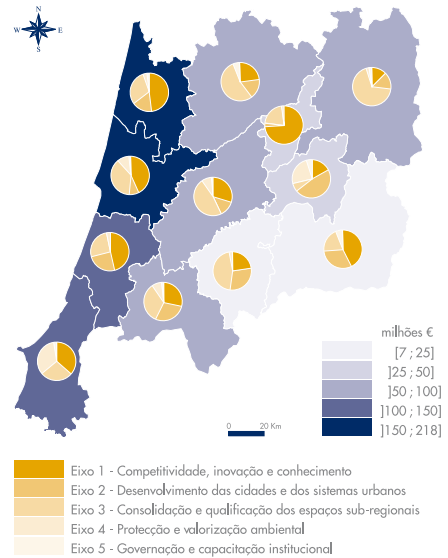 N
W E
S
milhões €
[7 ; 25]
]25 ; 50]
]50 ; 100]
]100 ; 150]
]150 ; 218]
0 20 Km
Eixo 1 - Competitividade, inovação e conhecimento
Eixo 2 - Desenvolvimento das cidades e dos sistemas urbanos
Eixo 3 - Consolidação e qualificação dos espaços sub-regionais
Eixo 4 - Protecção e valorização ambiental
Eixo 5 - Governação e capacitação institucional